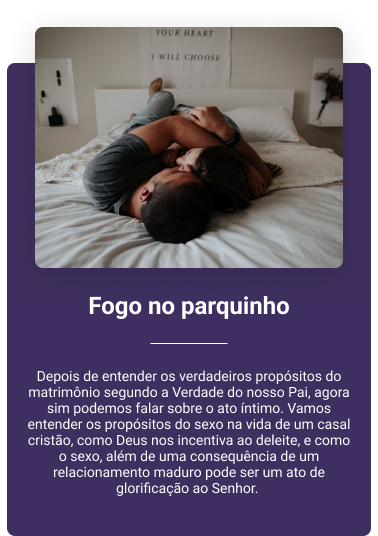 YOUR HEART
I WILL CHOOSE
Fogo no parquinho
Depois de entender os verdadeiros propósitos do
matrimônio segundo a Verdade do nosso Pai, agora
sim podemos falar sobre o ato íntimo. Vamos
entender os propósitos do sexo na vida de um casal
cristão, como Deus nos incentiva ao deleite, e como
o sexo, além de uma consequência de um
relacionamento maduro pode ser um ato de
glorificação ao Senhor.